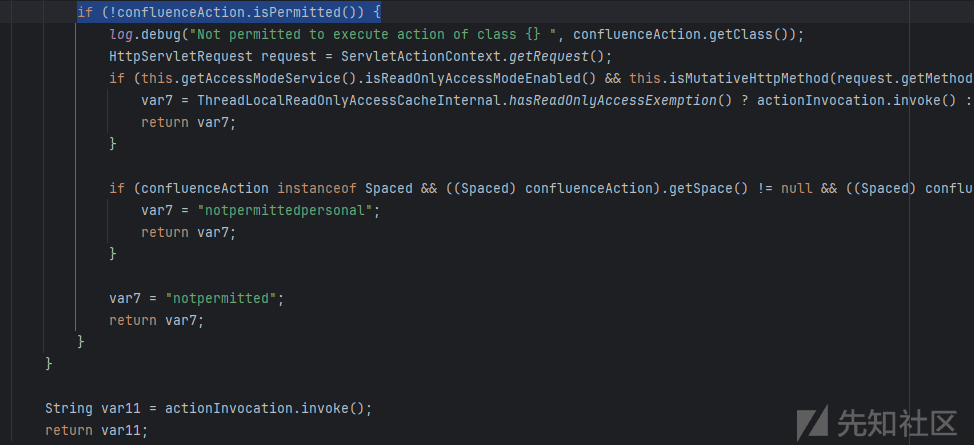 if (!confluenceAction.isPermitted()) {
log.debug("Not permitted to execute action of class {} ", confluenceAction.getClass());
HttpServletRequest request = ServletActionContext.getRequest();
if (this.getAccessModeService().isReadOnlyAccessModeEnabled() && this.isMutativeHttpMethod(request.getMethod
var7 = ThreadLocalReadOnlyAccessCacheInternal.hasReadOnlyAccessExemption() ? actionInvocation.invoke() :
return var7;
}
if (confluenceAction instanceof Spaced && ((Spaced) confluenceAction).getSpace() != null && ((Spaced) conflu
var7 = "notpermittedpersonal";
return var7;
}
var7 = "notpermitted";
return var7;
}
}
String var11 = actionInvocation.invoke();
return var11;
先知社区